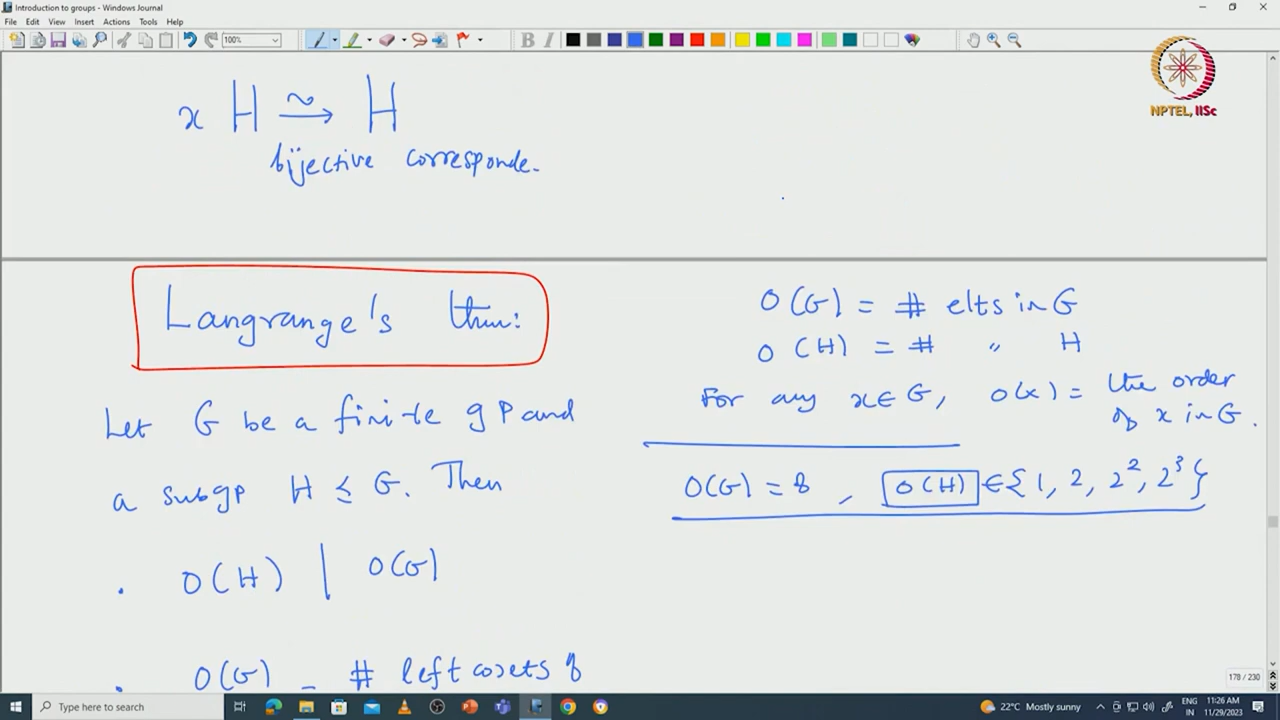 Introduction to groups - Windows Journal
File Edit View Insert Actions Tools Help
100%
B I
NPTEL, IISc
x H ~→ H
bijective corresponde.
Langrange's thm:
Let G be a finite gp and
a subgp H ≤ G. Then
. O(H) | O(G)
. O(G) = # left cosets of
O(G) = # elts in G
O(H) = # " H
For any x ∈ G, o(x) = the order
of x in G.
O(G) = 8, O(H) ∈ {1, 2, 2², 2³}
178 / 230
Type here to search
22°C Mostly sunny
ENG
IN
11:26 AM
11/29/2023